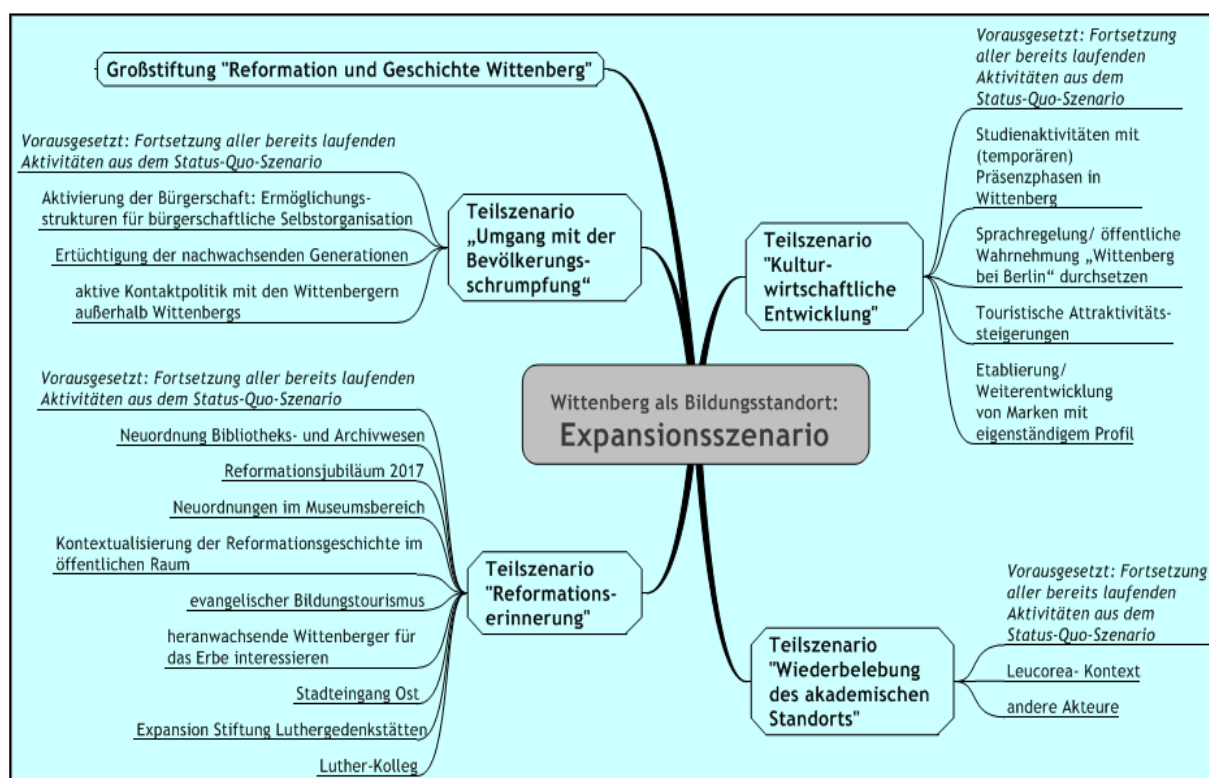 Großstiftung "Reformation und Geschichte Wittenberg"
Vorausgesetzt: Fortsetzung aller bereits laufenden
Aktivitäten aus dem Status-Quo-Szenario
Aktivierung der Bürgerschaft: Ermöglichungs-
strukturen für bürgerschaftliche Selbstorganisation
Ertüchtigung der nachwachsenden Generationen
aktive Kontaktpolitik mit den Wittenbergern
außerhalb Wittenbergs
Teilszenario
„Umgang mit der
Bevölkerungs-
schrumpfung“
Vorausgesetzt: Fortsetzung
aller bereits laufenden
Aktivitäten aus dem
Status-Quo-Szenario
Studienaktivitäten mit
(temporären)
Präsenzphasen in
Wittenberg
Sprachregelung/ öffentliche
Wahrnehmung „Wittenberg
bei Berlin“ durchsetzen
Touristische Attraktivitäts-
steigerungen
Etablierung/
Weiterentwicklung
von Marken mit
eigenständigem Profil
Teilszenario
"Kultur-
wirtschaftliche
Entwicklung"
Wittenberg als Bildungsstandort:
Expansionsszenario
Vorausgesetzt: Fortsetzung aller bereits laufenden
Aktivitäten aus dem Status-Quo-Szenario
Neuordnung Bibliotheks- und Archivwesen
Reformationsjubiläum 2017
Neuordnungen im Museumsbereich
Kontextualisierung der Reformationsgeschichte im
öffentlichen Raum
evangelischer Bildungstourismus
heranwachsende Wittenberger für
das Erbe interessieren
Stadteingang Ost
Expansion Stiftung Luthergedenkstätten
Luther-Kolleg
Teilszenario
"Reformations-
erinnerung"
Teilszenario
"Wiederbelebung
des akademischen
Standorts"
Vorausgesetzt: Fortsetzung
aller bereits laufenden
Aktivitäten aus dem
Status-Quo-Szenario
Leucorea- Kontext
andere Akteure